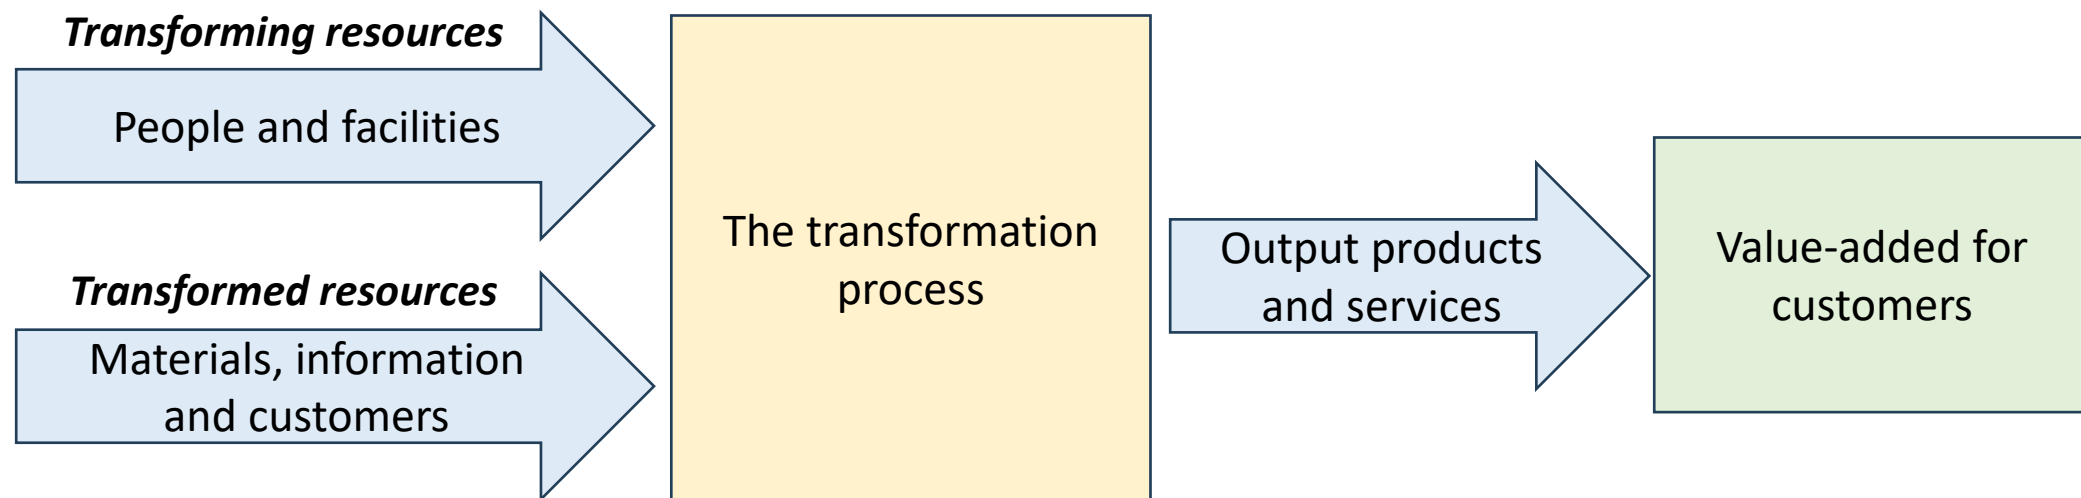 Transforming resources
People and facilities
Transformed resources
Materials, information
and customers
The transformation
process
Output products
and services
Value-added for
customers